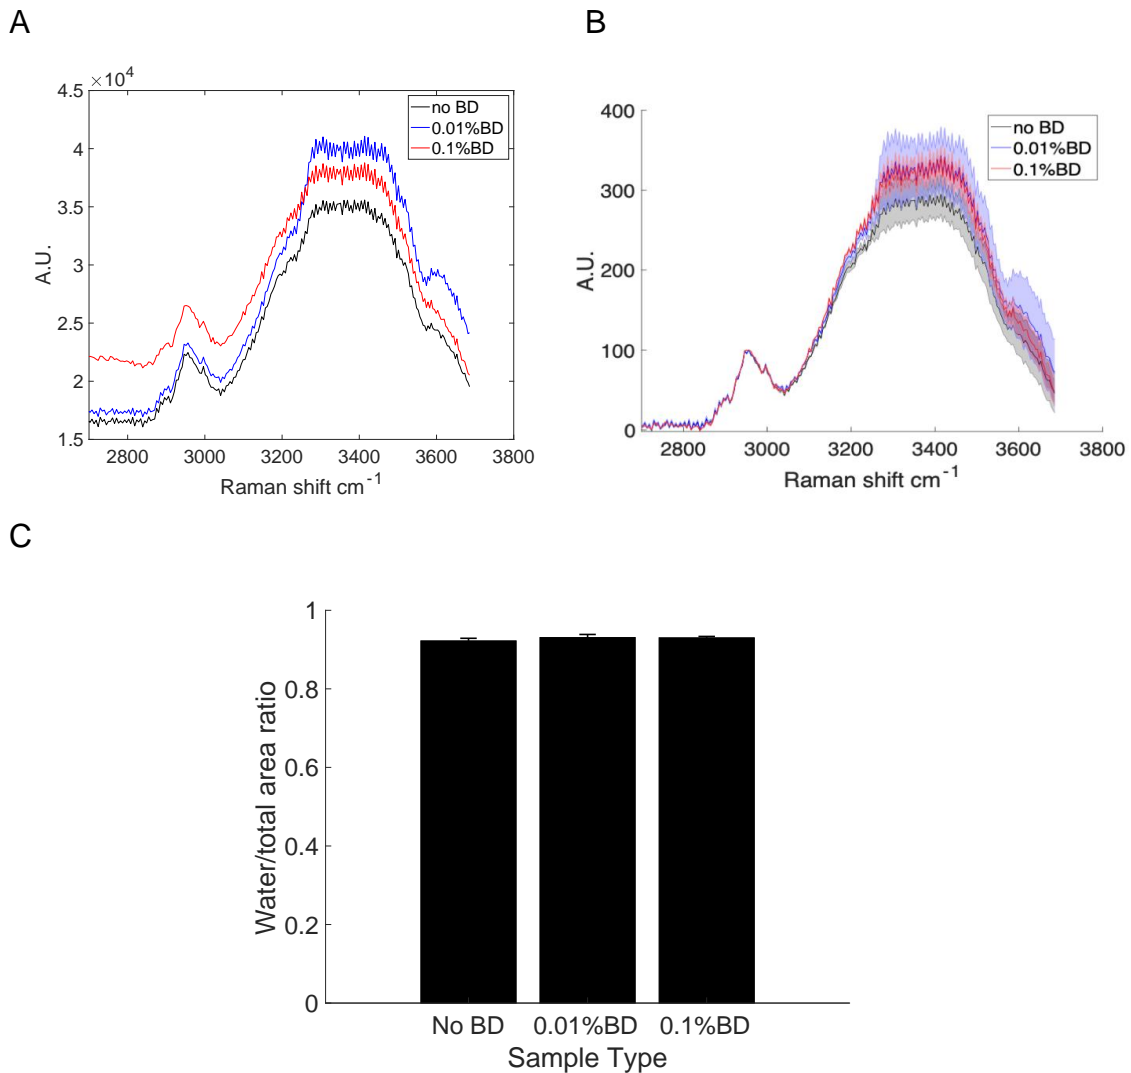 A
B
×10⁴
4.5
4
3.5
3
2.5
2
1.5
A.U.
no BD
0.01%BD
0.1%BD
2800 3000 3200 3400 3600 3800
Raman shift cm⁻¹
400
300
200
100
0
A.U.
no BD
0.01%BD
0.1%BD
2800 3000 3200 3400 3600 3800
Raman shift cm⁻¹
C
1
0.8
0.6
0.4
0.2
0
Water/total area ratio
No BD 0.01%BD 0.1%BD
Sample Type